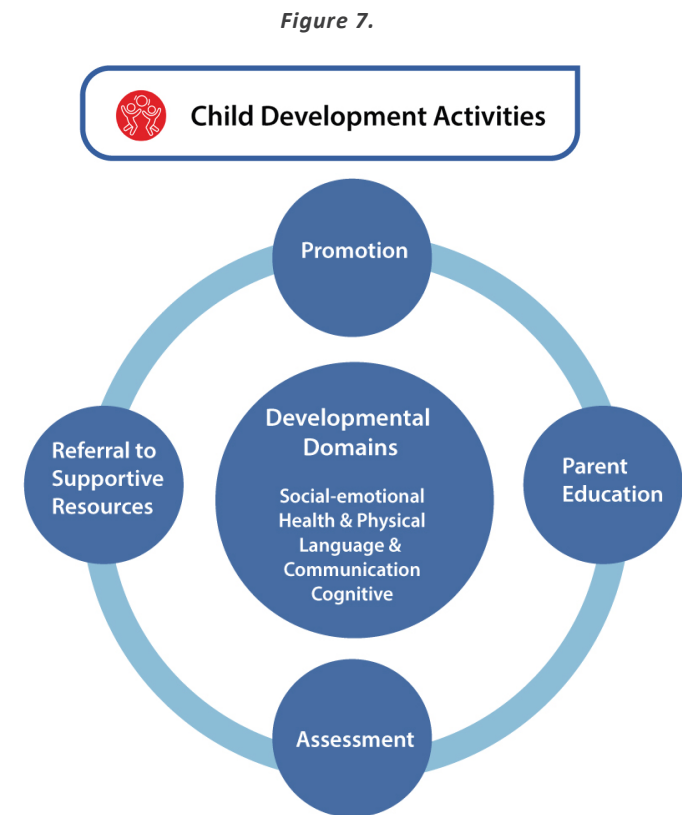 Figure 7.
Child Development Activities
Promotion
Developmental
Domains
Social-emotional
Health & Physical
Language &
Communication
Cognitive
Referral to
Supportive
Resources
Parent
Education
Assessment